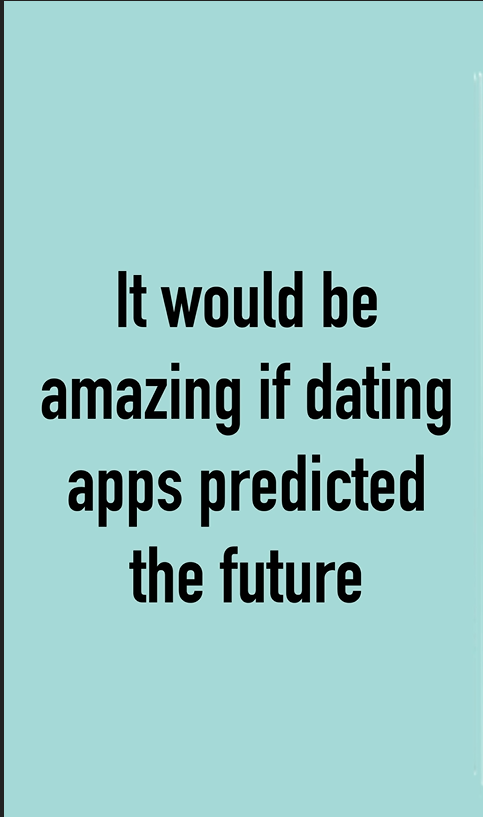 It would be
amazing if dating
apps predicted
the future